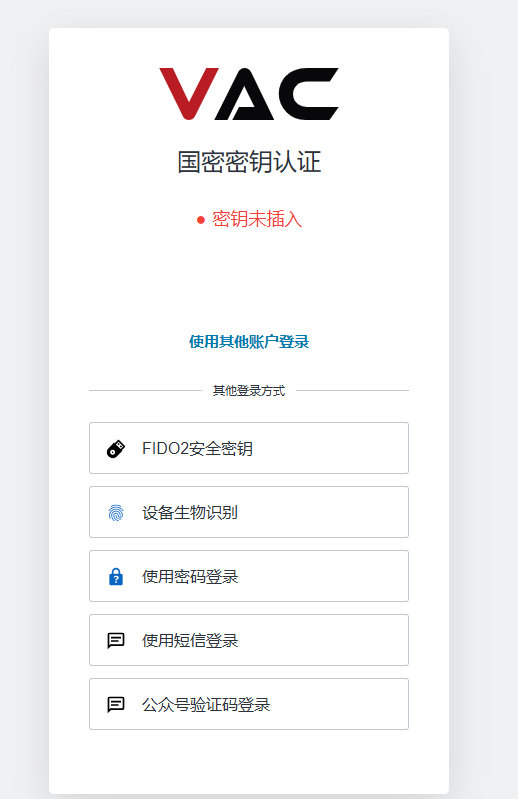 VAC
国密密钥认证
密钥未插入
使用其他账户登录
其他登录方式
FIDO2安全密钥
设备生物识别
使用密码登录
使用短信登录
公众号验证码登录